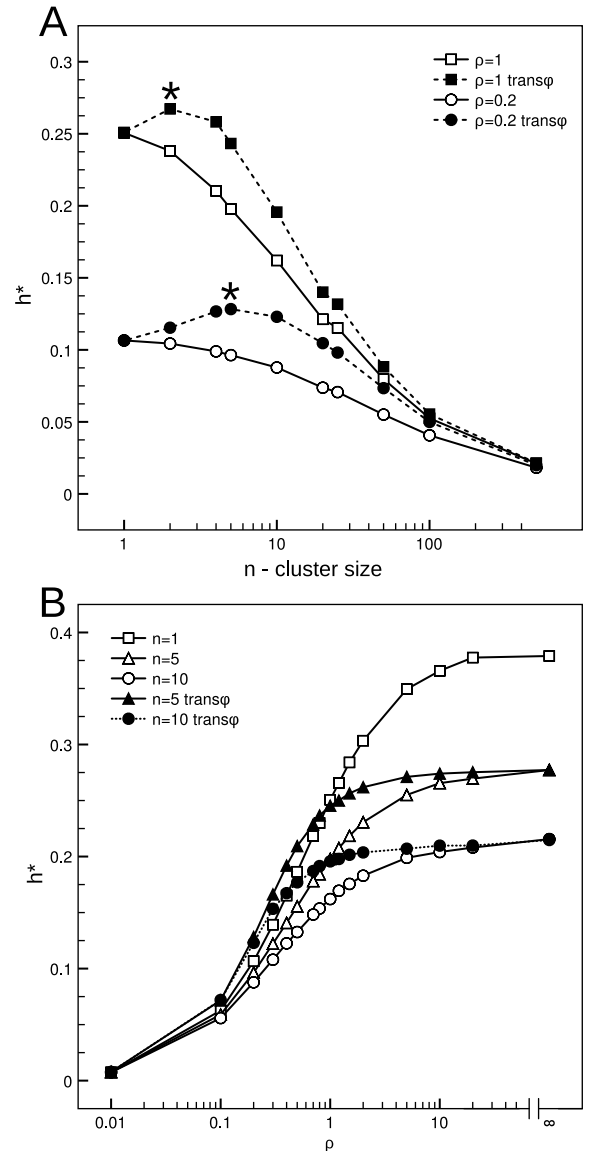 A
0.3
0.25
0.2
0.15
0.1
0.05
0
h*
*
*
ρ=1
ρ=1 transφ
ρ=0.2
ρ=0.2 transφ
1
10
100
n - cluster size
B
0.4
0.3
0.2
0.1
0
h*
n=1
n=5
n=10
n=5 transφ
n=10 transφ
0.01
0.1
1
10
∞
ρ